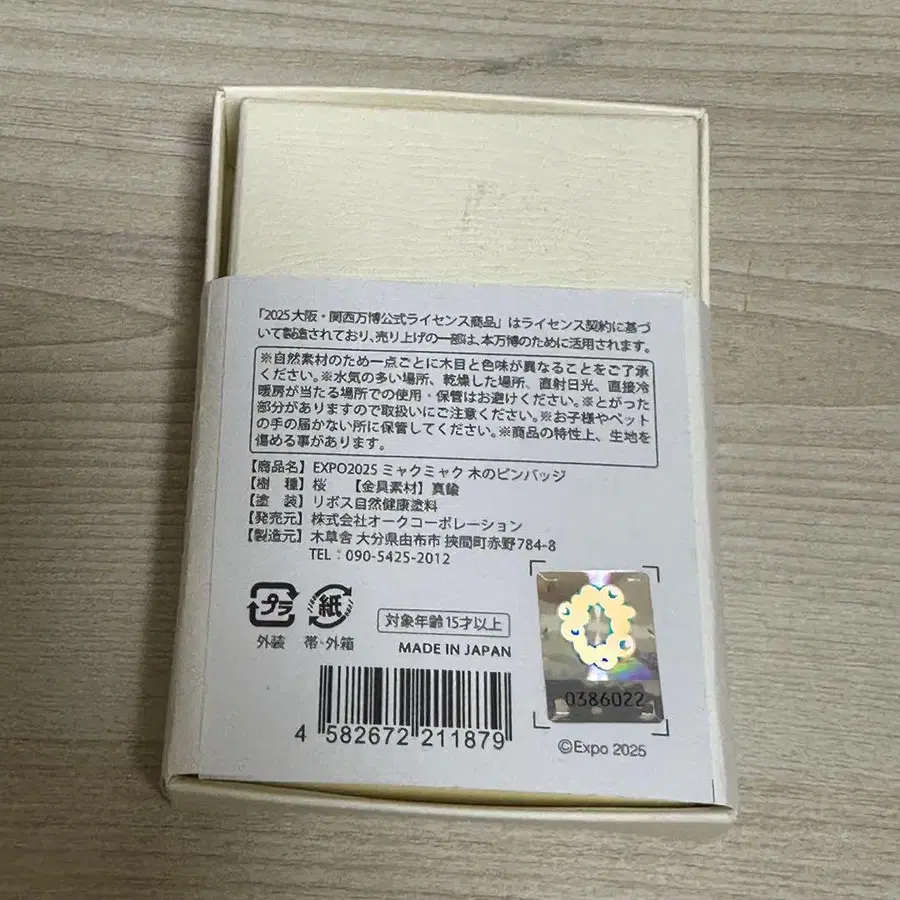 「2025大阪・関西万博公式ライセンス商品」はライセンス契約に基づ
いて製造されており、売り上げの一部は、本万博のために活用されます。
※自然素材のため一点ごとに木目と色味が異なることをご了承
ください。※水気の多い場所、乾燥した場所、直射日光、直接冷
暖房が当たる場所での使用・保管はお避けください。※とがった
部分がありますので取扱いにご注意ください。※お子様やペット
の手の届かない所に保管してください。※商品の特性上、生地を
傷める事があります。
【商品名】EXPO2025 ミャクミャク 木のピンバッジ
【樹　種】桜　【金具素材】真鍮
【塗　装】リボス自然健康塗料
【発売元】株式会社オークコーポレーション
【製造元】木草舎 大分県由布市 挾間町赤野784-8
TEL：090-5425-2012
プラ 紙
外装 帯・外箱
対象年齢15才以上
MADE IN JAPAN
0386022
4 582672 211879
©Expo 2025